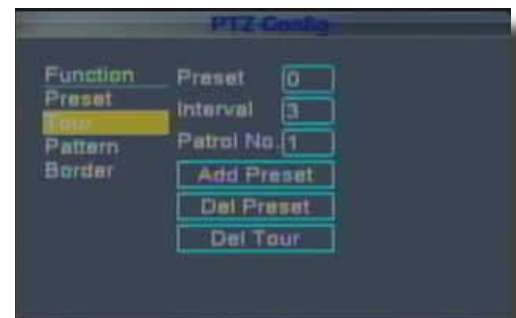 PTZ Config
Function
Preset
Tour
Pattern
Border
Preset 0
Interval 3
Patrol No. 1
Add Preset
Del Preset
Del Tour